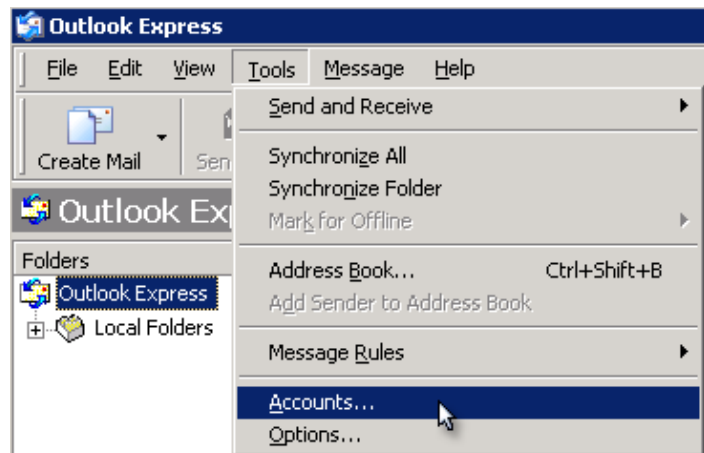 Outlook Express
File Edit View Tools Message Help
Send and Receive
Create Mail Sen
Synchronize All
Synchronize Folder
Outlook Ex
Mark for Offline
Folders
Address Book... Ctrl+Shift+B
Outlook Express
Add Sender to Address Book
Local Folders
Message Rules
Accounts...
Options...